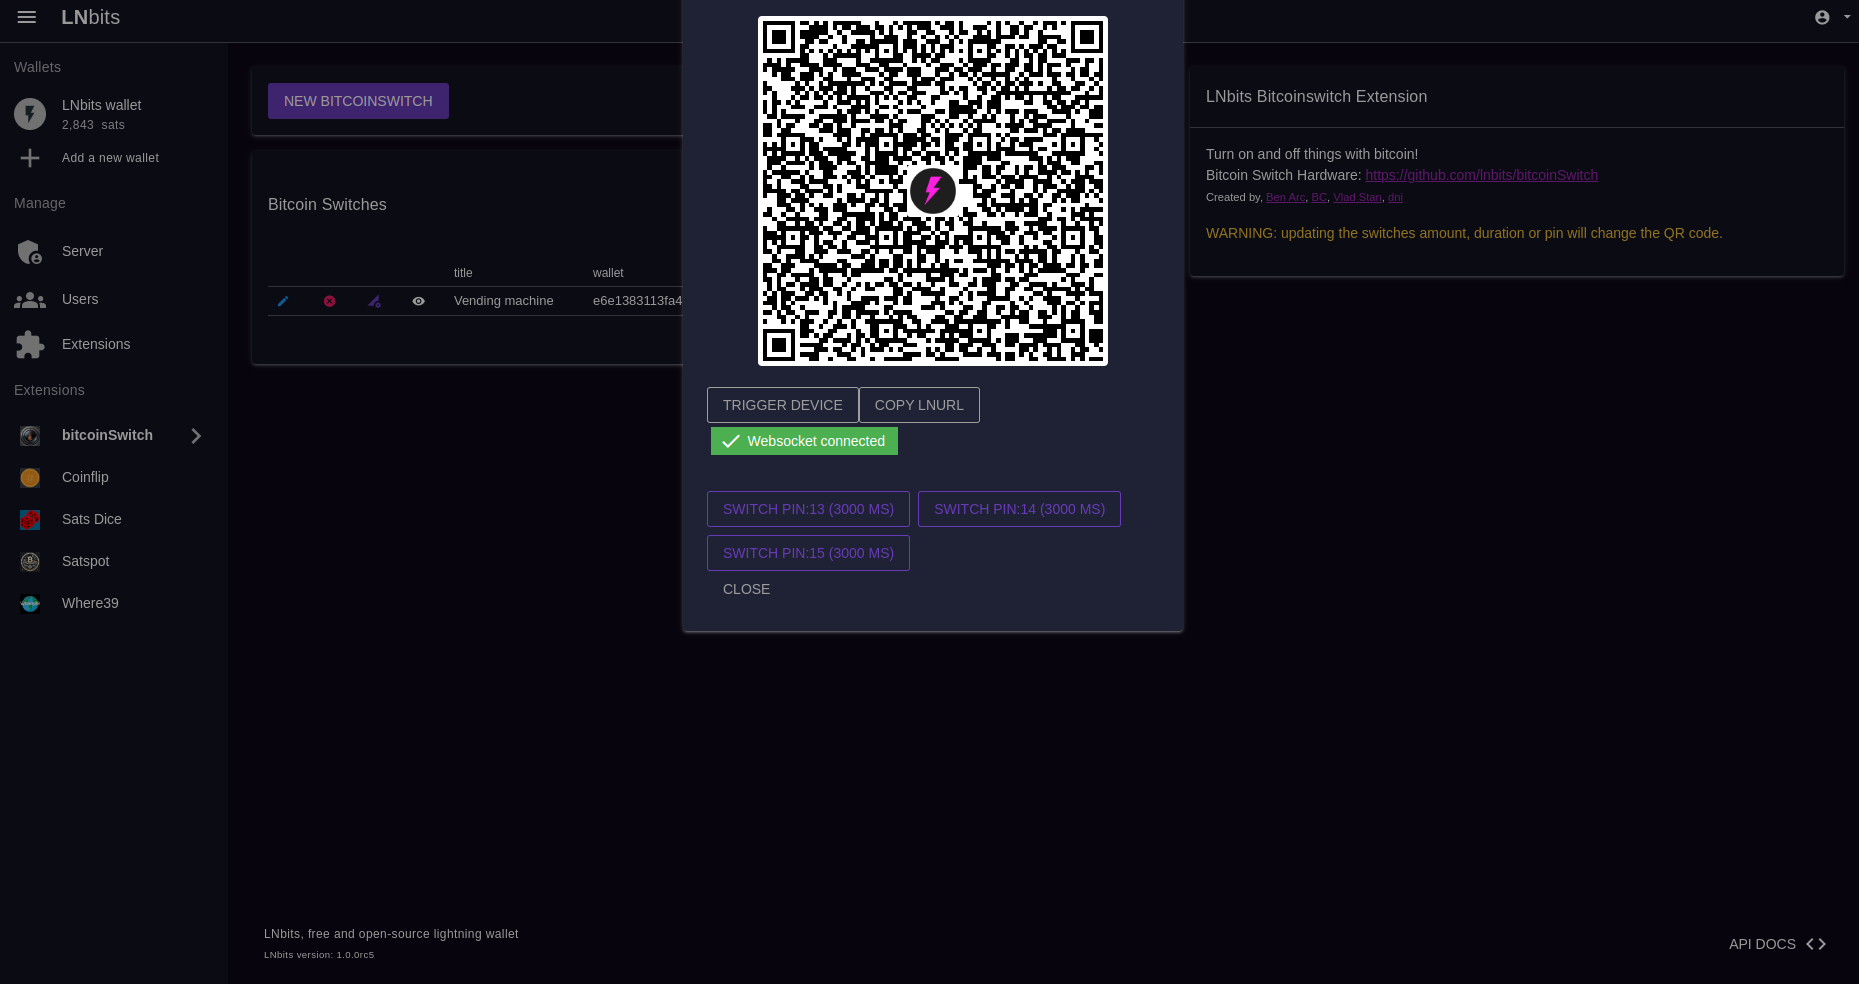 LNbits
Wallets
LNbits wallet
2,843 sats
Add a new wallet
Manage
Server
Users
Extensions
Extensions
bitcoinSwitch
Coinflip
Sats Dice
Satspot
Where39
NEW BITCOINSWITCH
Bitcoin Switches
title wallet
Vending machine e6e1383113fa4
TRIGGER DEVICE COPY LNURL
Websocket connected
SWITCH PIN:13 (3000 MS) SWITCH PIN:14 (3000 MS)
SWITCH PIN:15 (3000 MS)
CLOSE
LNbits Bitcoinswitch Extension
Turn on and off things with bitcoin!
Bitcoin Switch Hardware: https://github.com/lnbits/bitcoinSwitch
Created by, Ben Arc, BC, Vlad Stan, dni
WARNING: updating the switches amount, duration or pin will change the QR code.
LNbits, free and open-source lightning wallet
LNbits version: 1.0.0rc5
API DOCS